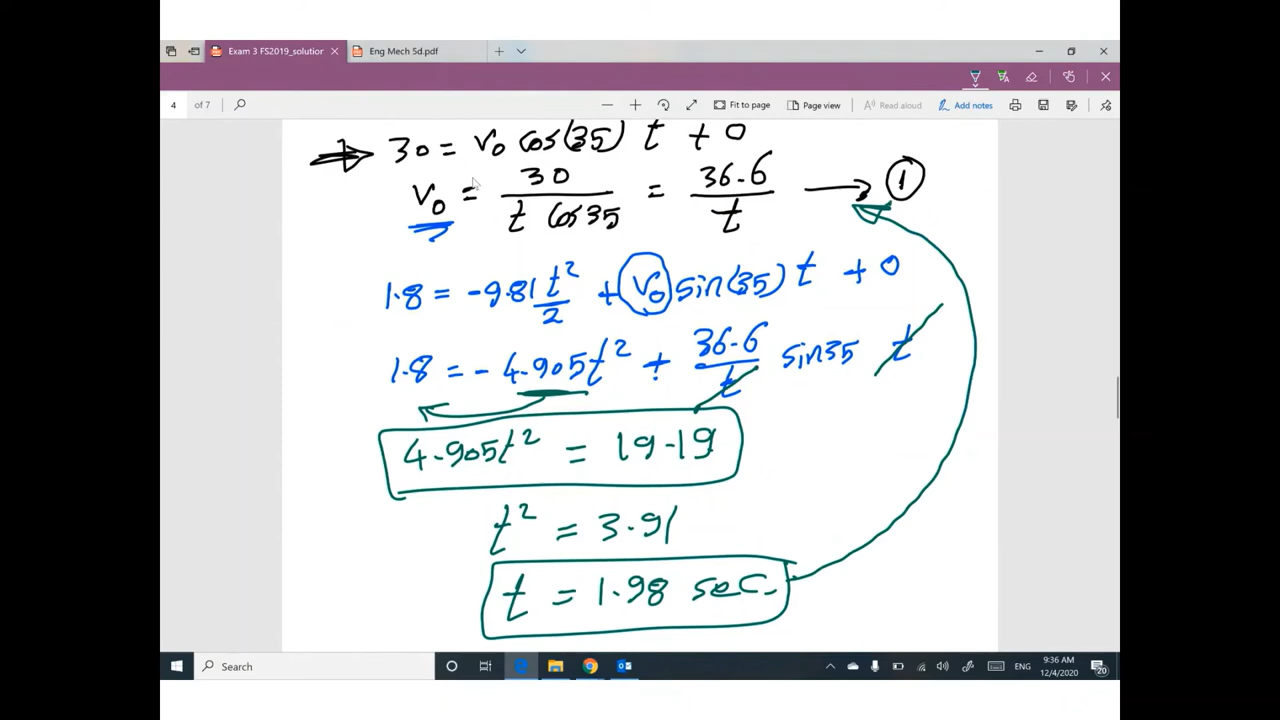 Exam 3 FS2019_solutior
Eng Mech 5d.pdf
4 of 7
Fit to page
Page view
Read aloud
Add notes
30 = v₀ cos(35) t + 0
v₀ = 30 / (t cos35) = 36.6 / t → ①
1.8 = -9.81 t²/2 + v₀ sin(35) t + 0
1.8 = - 4.905t² + 36.6/t sin35 t
4.905t² = 19.19
t² = 3.91
t = 1.98 sec.
Search
ENG
9:36 AM
12/4/2020
20